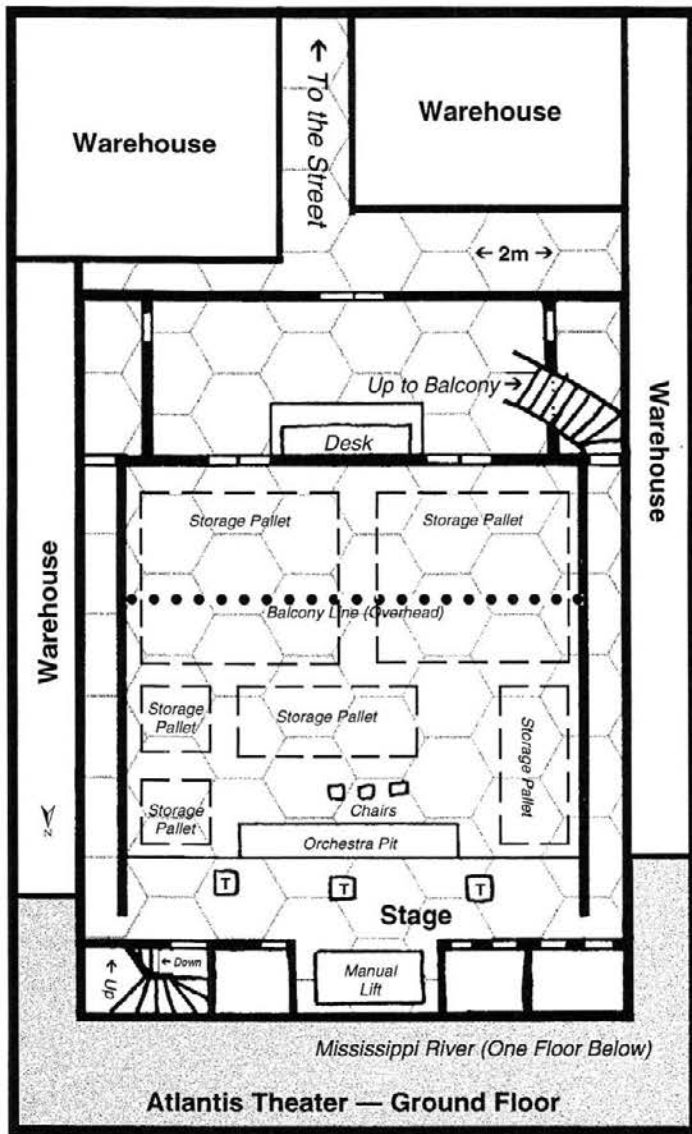 Warehouse
← To the Street
Warehouse
← 2m →
Up to Balcony →
Desk
Warehouse
Storage Pallet
Storage Pallet
Balcony Line (Overhead)
Warehouse
Storage
Pallet
Storage Pallet
Storage Pallet
Storage
Pallet
Chairs
N
Orchestra Pit
T
T
T
Stage
← Up
← Down
Manual
Lift
Mississippi River (One Floor Below)
Atlantis Theater — Ground Floor